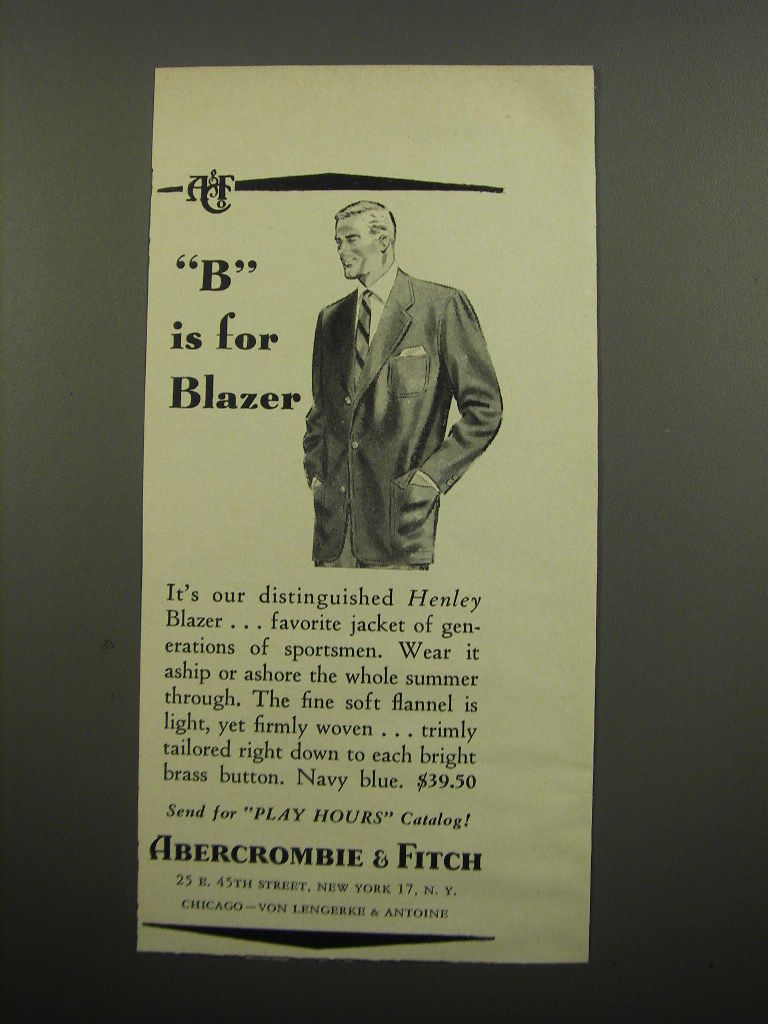 A&F Co
"B"
is for
Blazer
It's our distinguished Henley
Blazer . . . favorite jacket of gen-
erations of sportsmen. Wear it
aship or ashore the whole summer
through. The fine soft flannel is
light, yet firmly woven . . . trimly
tailored right down to each bright
brass button. Navy blue. $39.50
Send for "PLAY HOURS" Catalog!
ABERCROMBIE & FITCH
25 E. 45TH STREET, NEW YORK 17, N. Y.
CHICAGO—VON LENGERKE & ANTOINE